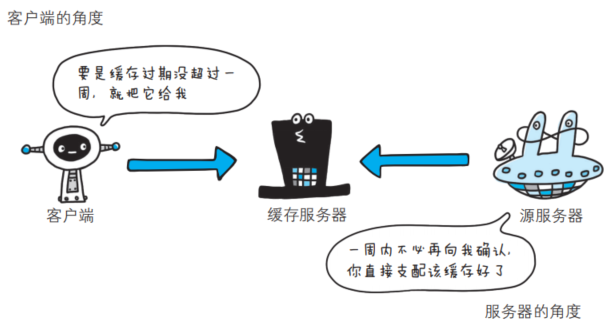 客户端的角度
要是缓存过期没超过一
周，就把它给我
客户端
缓存服务器
源服务器
一周内不必再向我确认，
你直接支配该缓存好了
服务器的角度